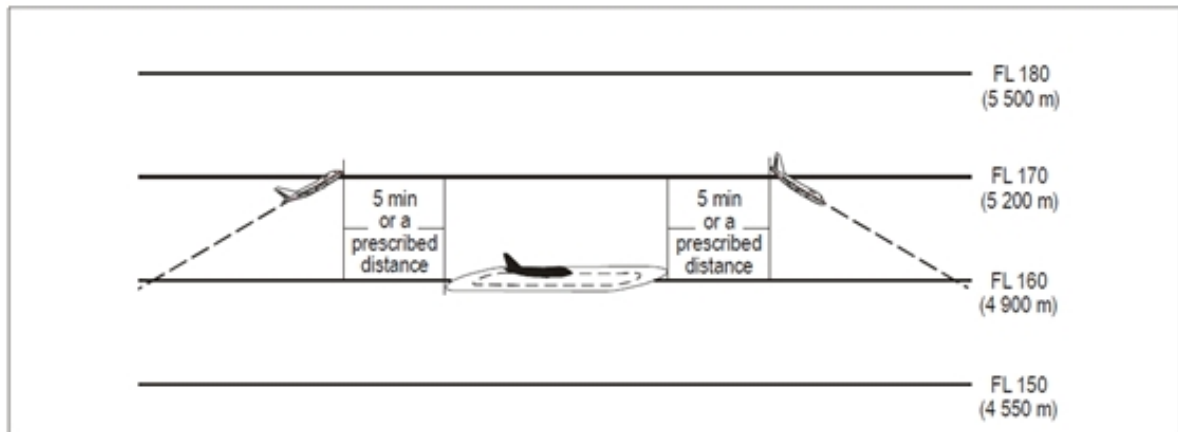 FL 180
(5 500 m)
FL 170
(5 200 m)
5 min
or a
prescribed
distance
5 min
or a
prescribed
distance
FL 160
(4 900 m)
FL 150
(4 550 m)